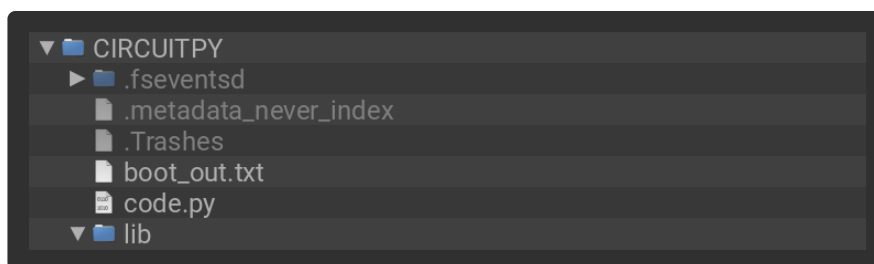 CIRCUITPY
.fseventsd
.metadata_never_index
.Trashes
boot_out.txt
code.py
lib